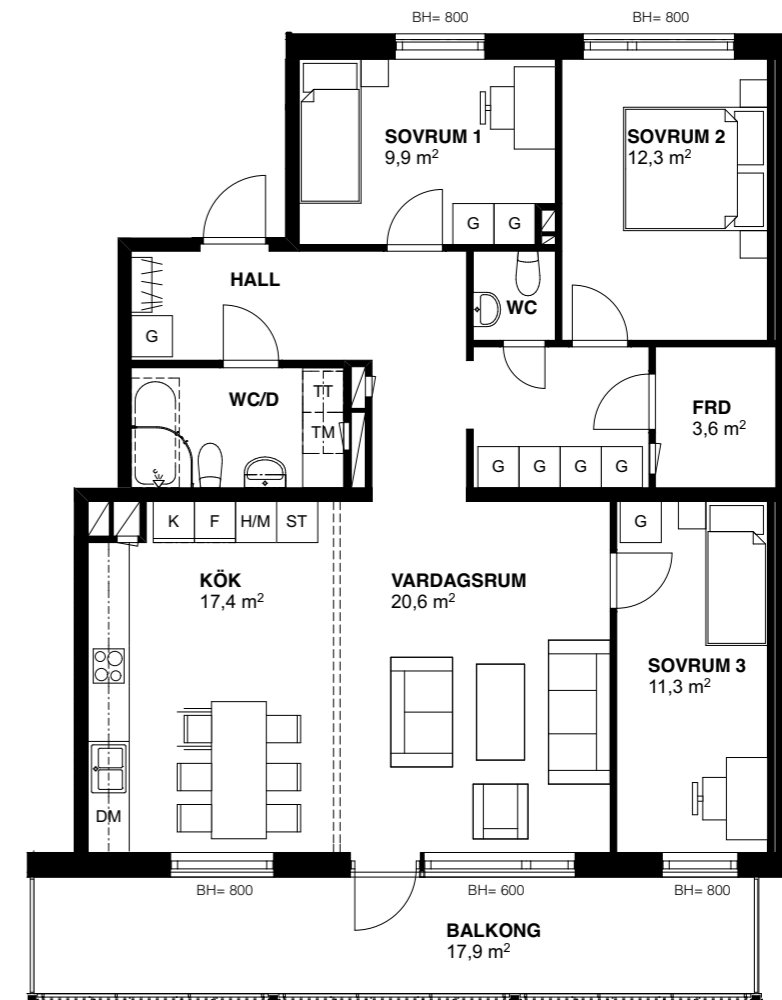 BH= 800
BH= 800
SOVRUM 1
9,9 m²
SOVRUM 2
12,3 m²
G
G
HALL
WC
G
WC/D
TT
TM
FRD
3,6 m²
G
G
G
G
K
F
H/M
ST
G
KÖK
17,4 m²
VARDAGSRUM
20,6 m²
SOVRUM 3
11,3 m²
DM
BH= 800
BH= 600
BH= 800
BALKONG
17,9 m²